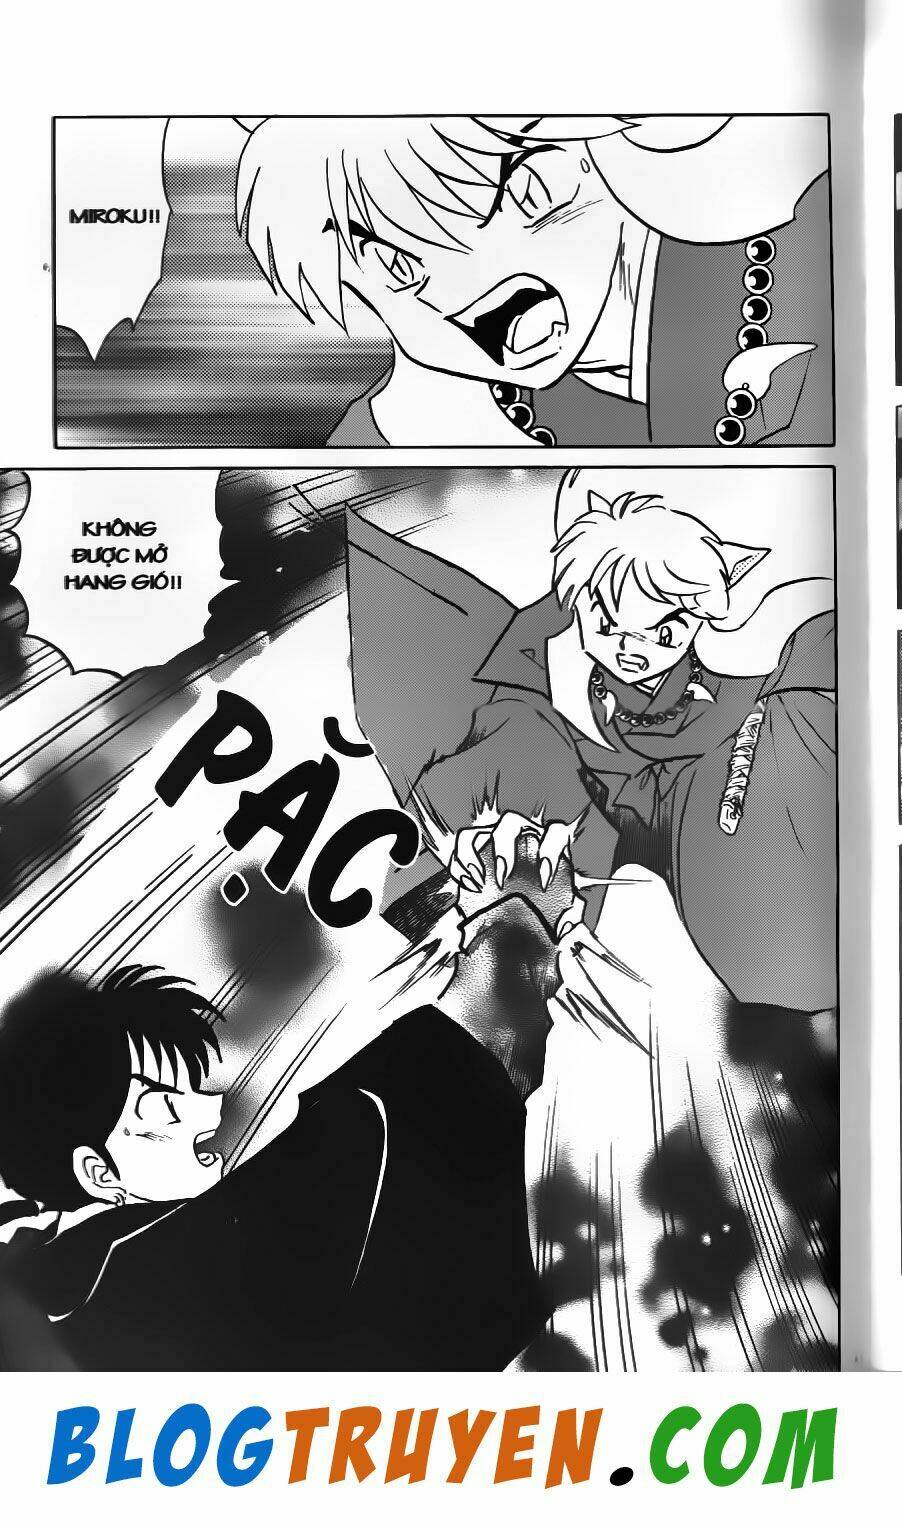 MIROKU!!
KHÔNG
ĐƯỢC MỞ
HANG GIÓ!!
PẶC
BLOGTRUYEN.COM